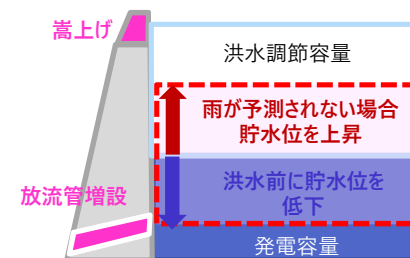 嵩上げ
洪水調節容量
雨が予測されない場合
貯水位を上昇
放流管増設
洪水前に貯水位を
低下
発電容量